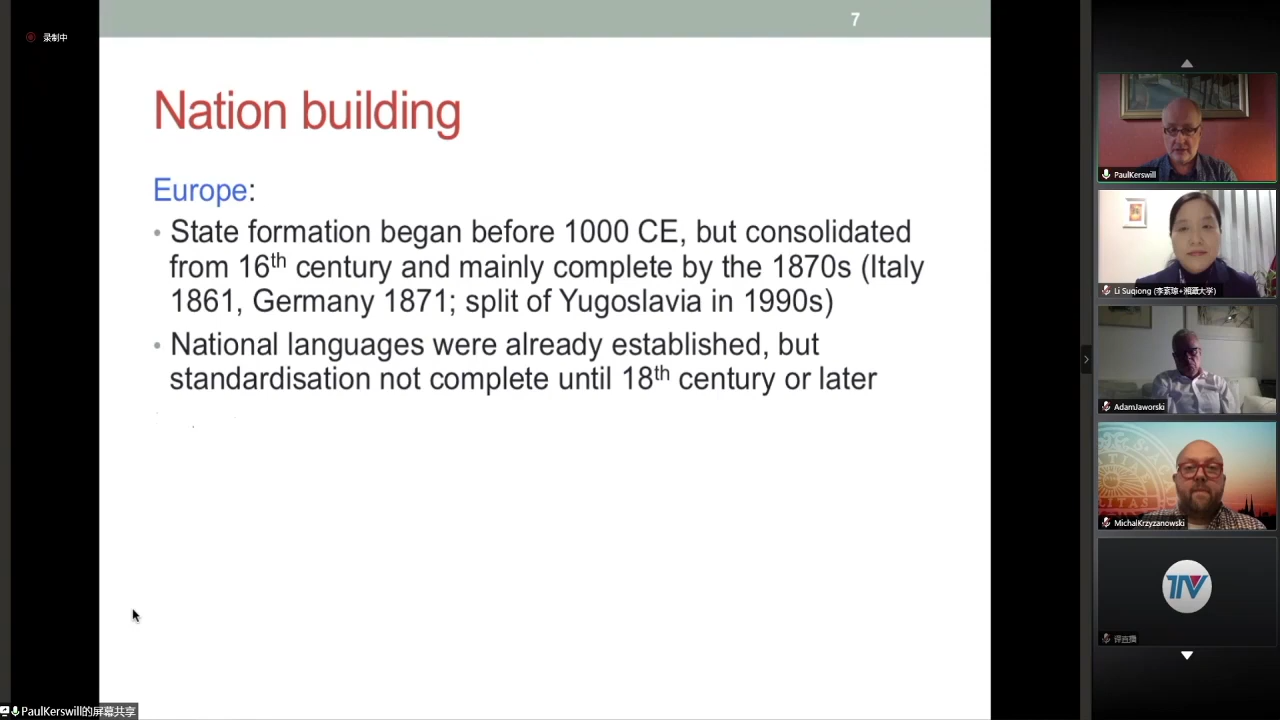 7
录制中
Nation building
Europe:
• State formation began before 1000 CE, but consolidated
from 16th century and mainly complete by the 1870s (Italy
1861, Germany 1871; split of Yugoslavia in 1990s)
• National languages were already established, but
standardisation not complete until 18th century or later
PaulKerswill
Li Suqiong (李素琼+湘潭大学)
AdamJaworski
MichalKrzyzanowski
TV
PaulKerswill的屏幕共享